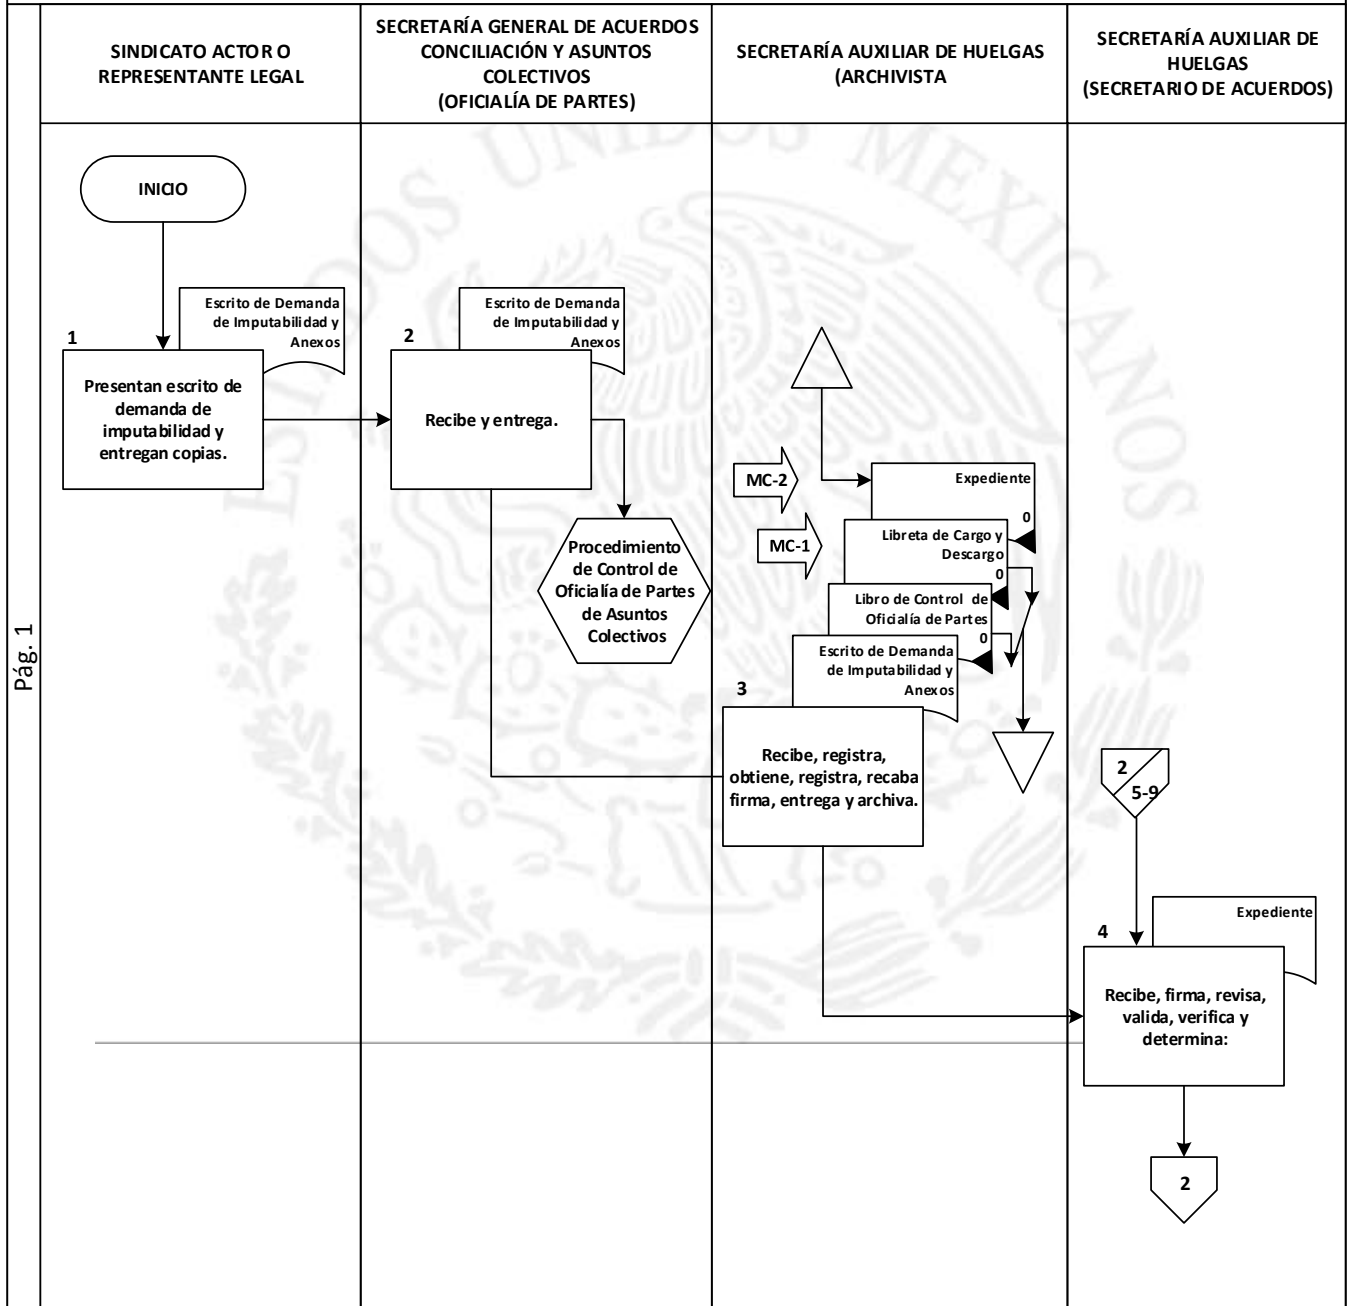 SINDICATO ACTOR O
REPRESENTANTE LEGAL
SECRETARÍA GENERAL DE ACUERDOS
CONCILIACIÓN Y ASUNTOS
COLECTIVOS
(OFICIALÍA DE PARTES)
SECRETARÍA AUXILIAR DE HUELGAS
(ARCHIVISTA
SECRETARÍA AUXILIAR DE
HUELGAS
(SECRETARIO DE ACUERDOS)
Pág. 1
ESTADOS UNIDOS MEXICANOS
INICIO
Escrito de Demanda
de Imputabilidad y
Anexos
1
Presentan escrito de
demanda de
imputabilidad y
entregan copias.
Escrito de Demanda
de Imputabilidad y
Anexos
2
Recibe y entrega.
Procedimiento
de Control de
Oficialía de Partes
de Asuntos
Colectivos
MC-2
MC-1
Expediente
0
Libreta de Cargo y
Descargo
0
Libro de Control de
Oficialía de Partes
0
Escrito de Demanda
de Imputabilidad y
Anexos
3
Recibe, registra,
obtiene, registra, recaba
firma, entrega y archiva.
2
5-9
Expediente
4
Recibe, firma, revisa,
valida, verifica y
determina:
2